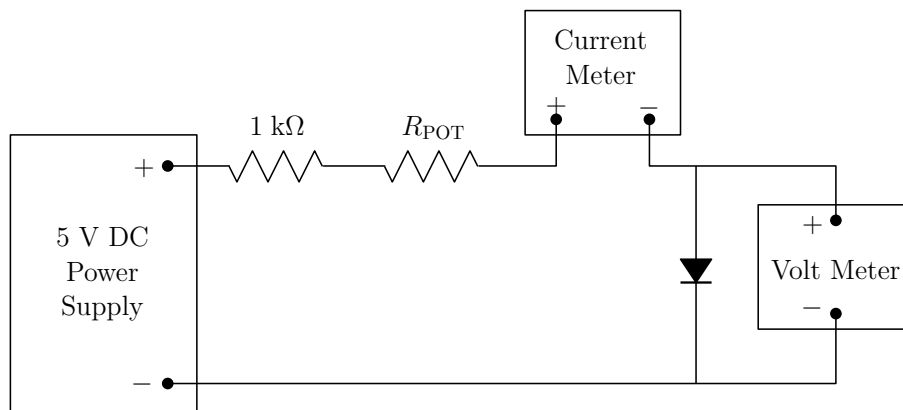 Current
Meter
+ −
1 kΩ
R_POT
+
5 V DC
Power
Supply
−
+
Volt Meter
−